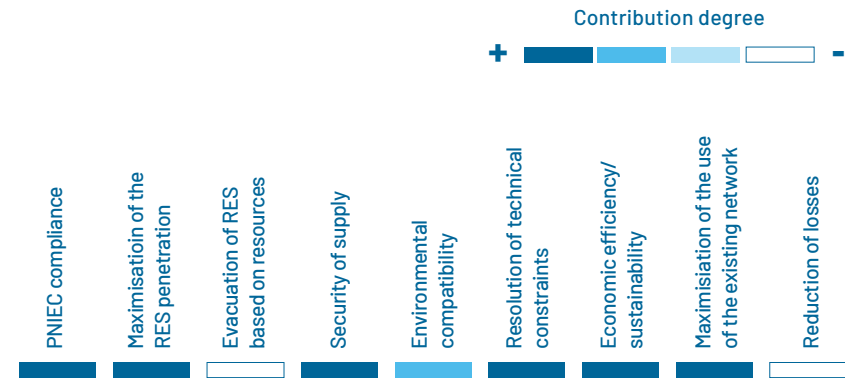 Contribution degree
+ -
PNIEC compliance
Maximisatioin of the
RES penetration
Evacuation of RES
based on resources
Security of supply
Environmental
compatibility
Resolution of technical
constraints
Economic efficiency/
sustainability
Maximisiation of the use
of the existing network
Reduction of losses